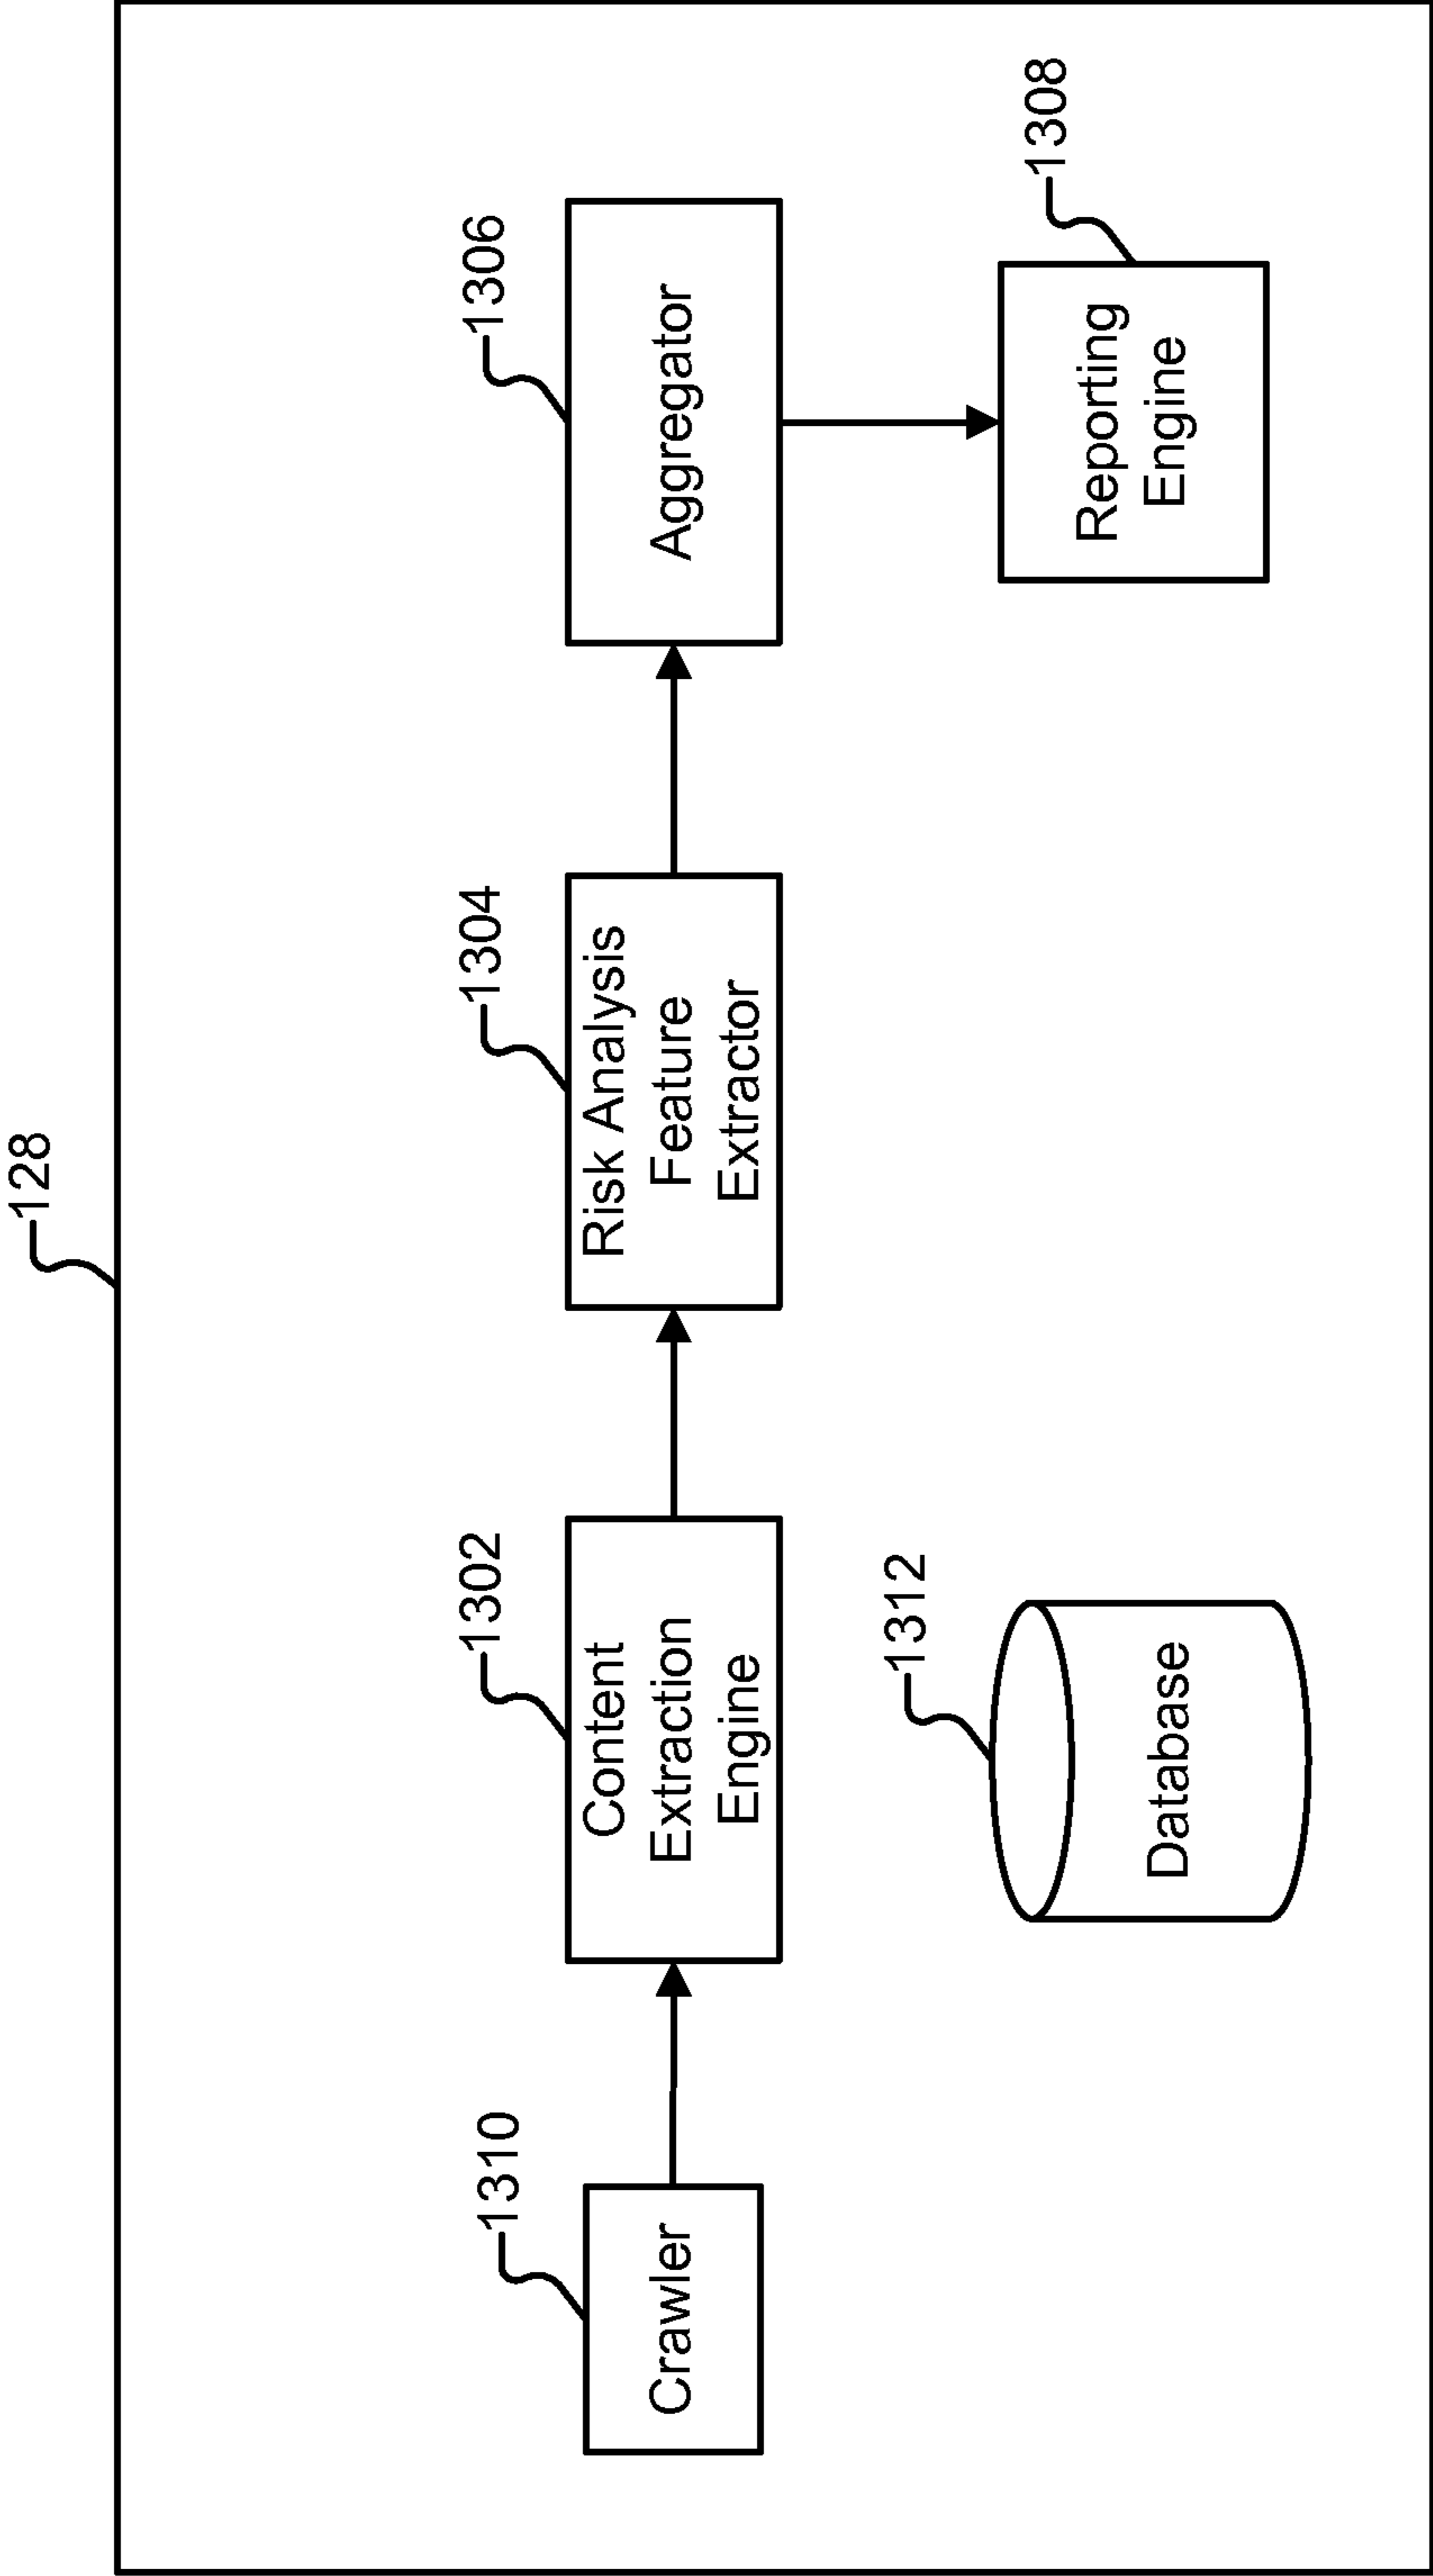 128
1310
Crawler
1302
Content
Extraction
Engine
1304
Risk Analysis
Feature
Extractor
1306
Aggregator
1312
Database
1308
Reporting
Engine